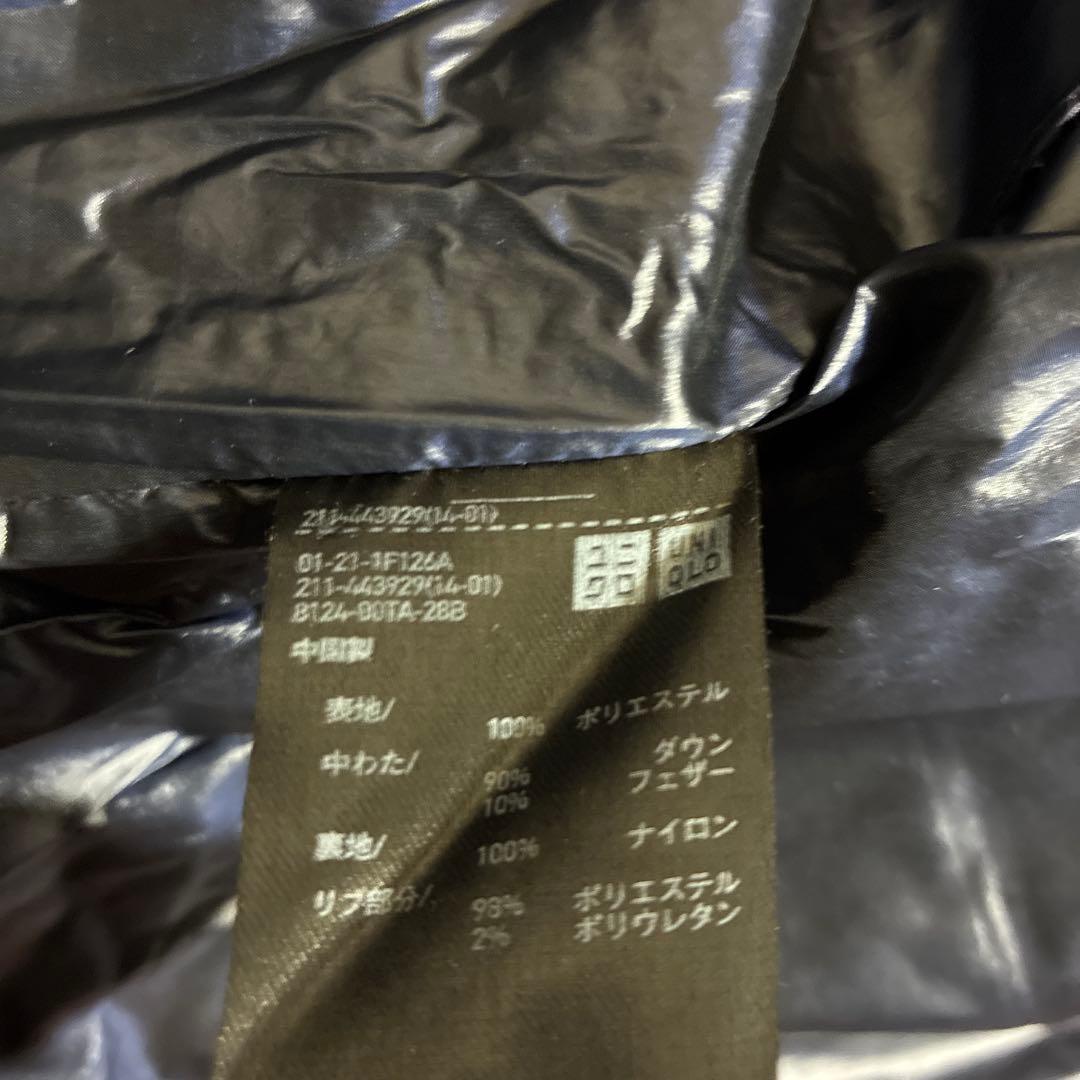 211-443929(14-01)
01-21-1F126A
211-443929(14-01)
8124-001A-28B
UNI
QLO
中国製
表地/ 100% ポリエステル
中わた/ 90% ダウン
10% フェザー
裏地/ 100% ナイロン
リブ部分/ 98% ポリエステル
2% ポリウレタン